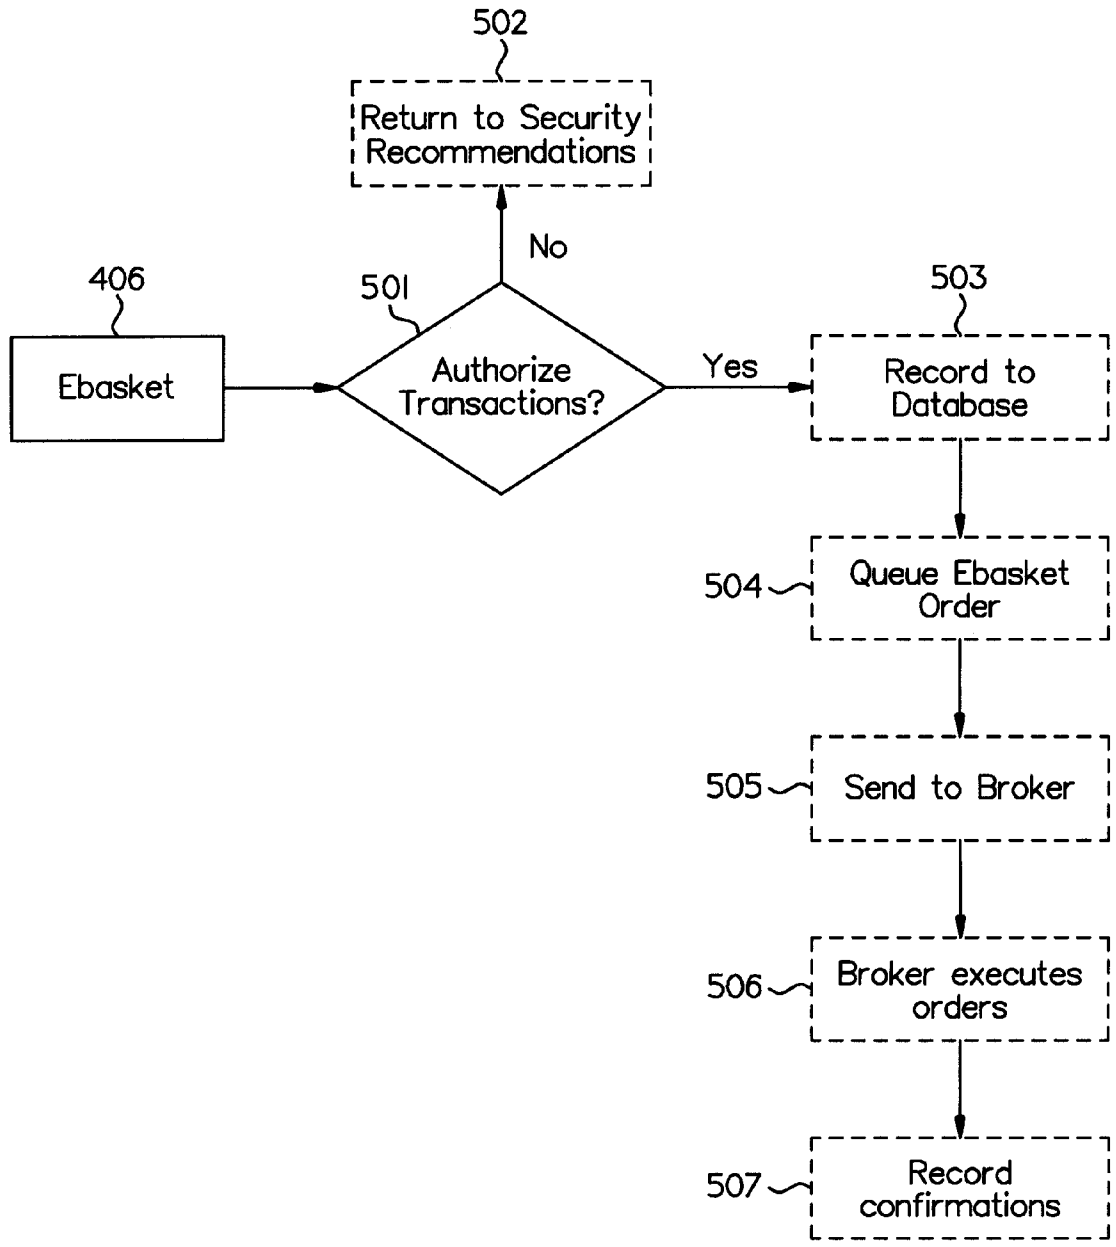 502
Return to Security
Recommendations
No
406
501
503
Ebasket
Authorize
Transactions?
Yes
Record to
Database
504
Queue Ebasket
Order
505
Send to Broker
506
Broker executes
orders
507
Record
confirmations